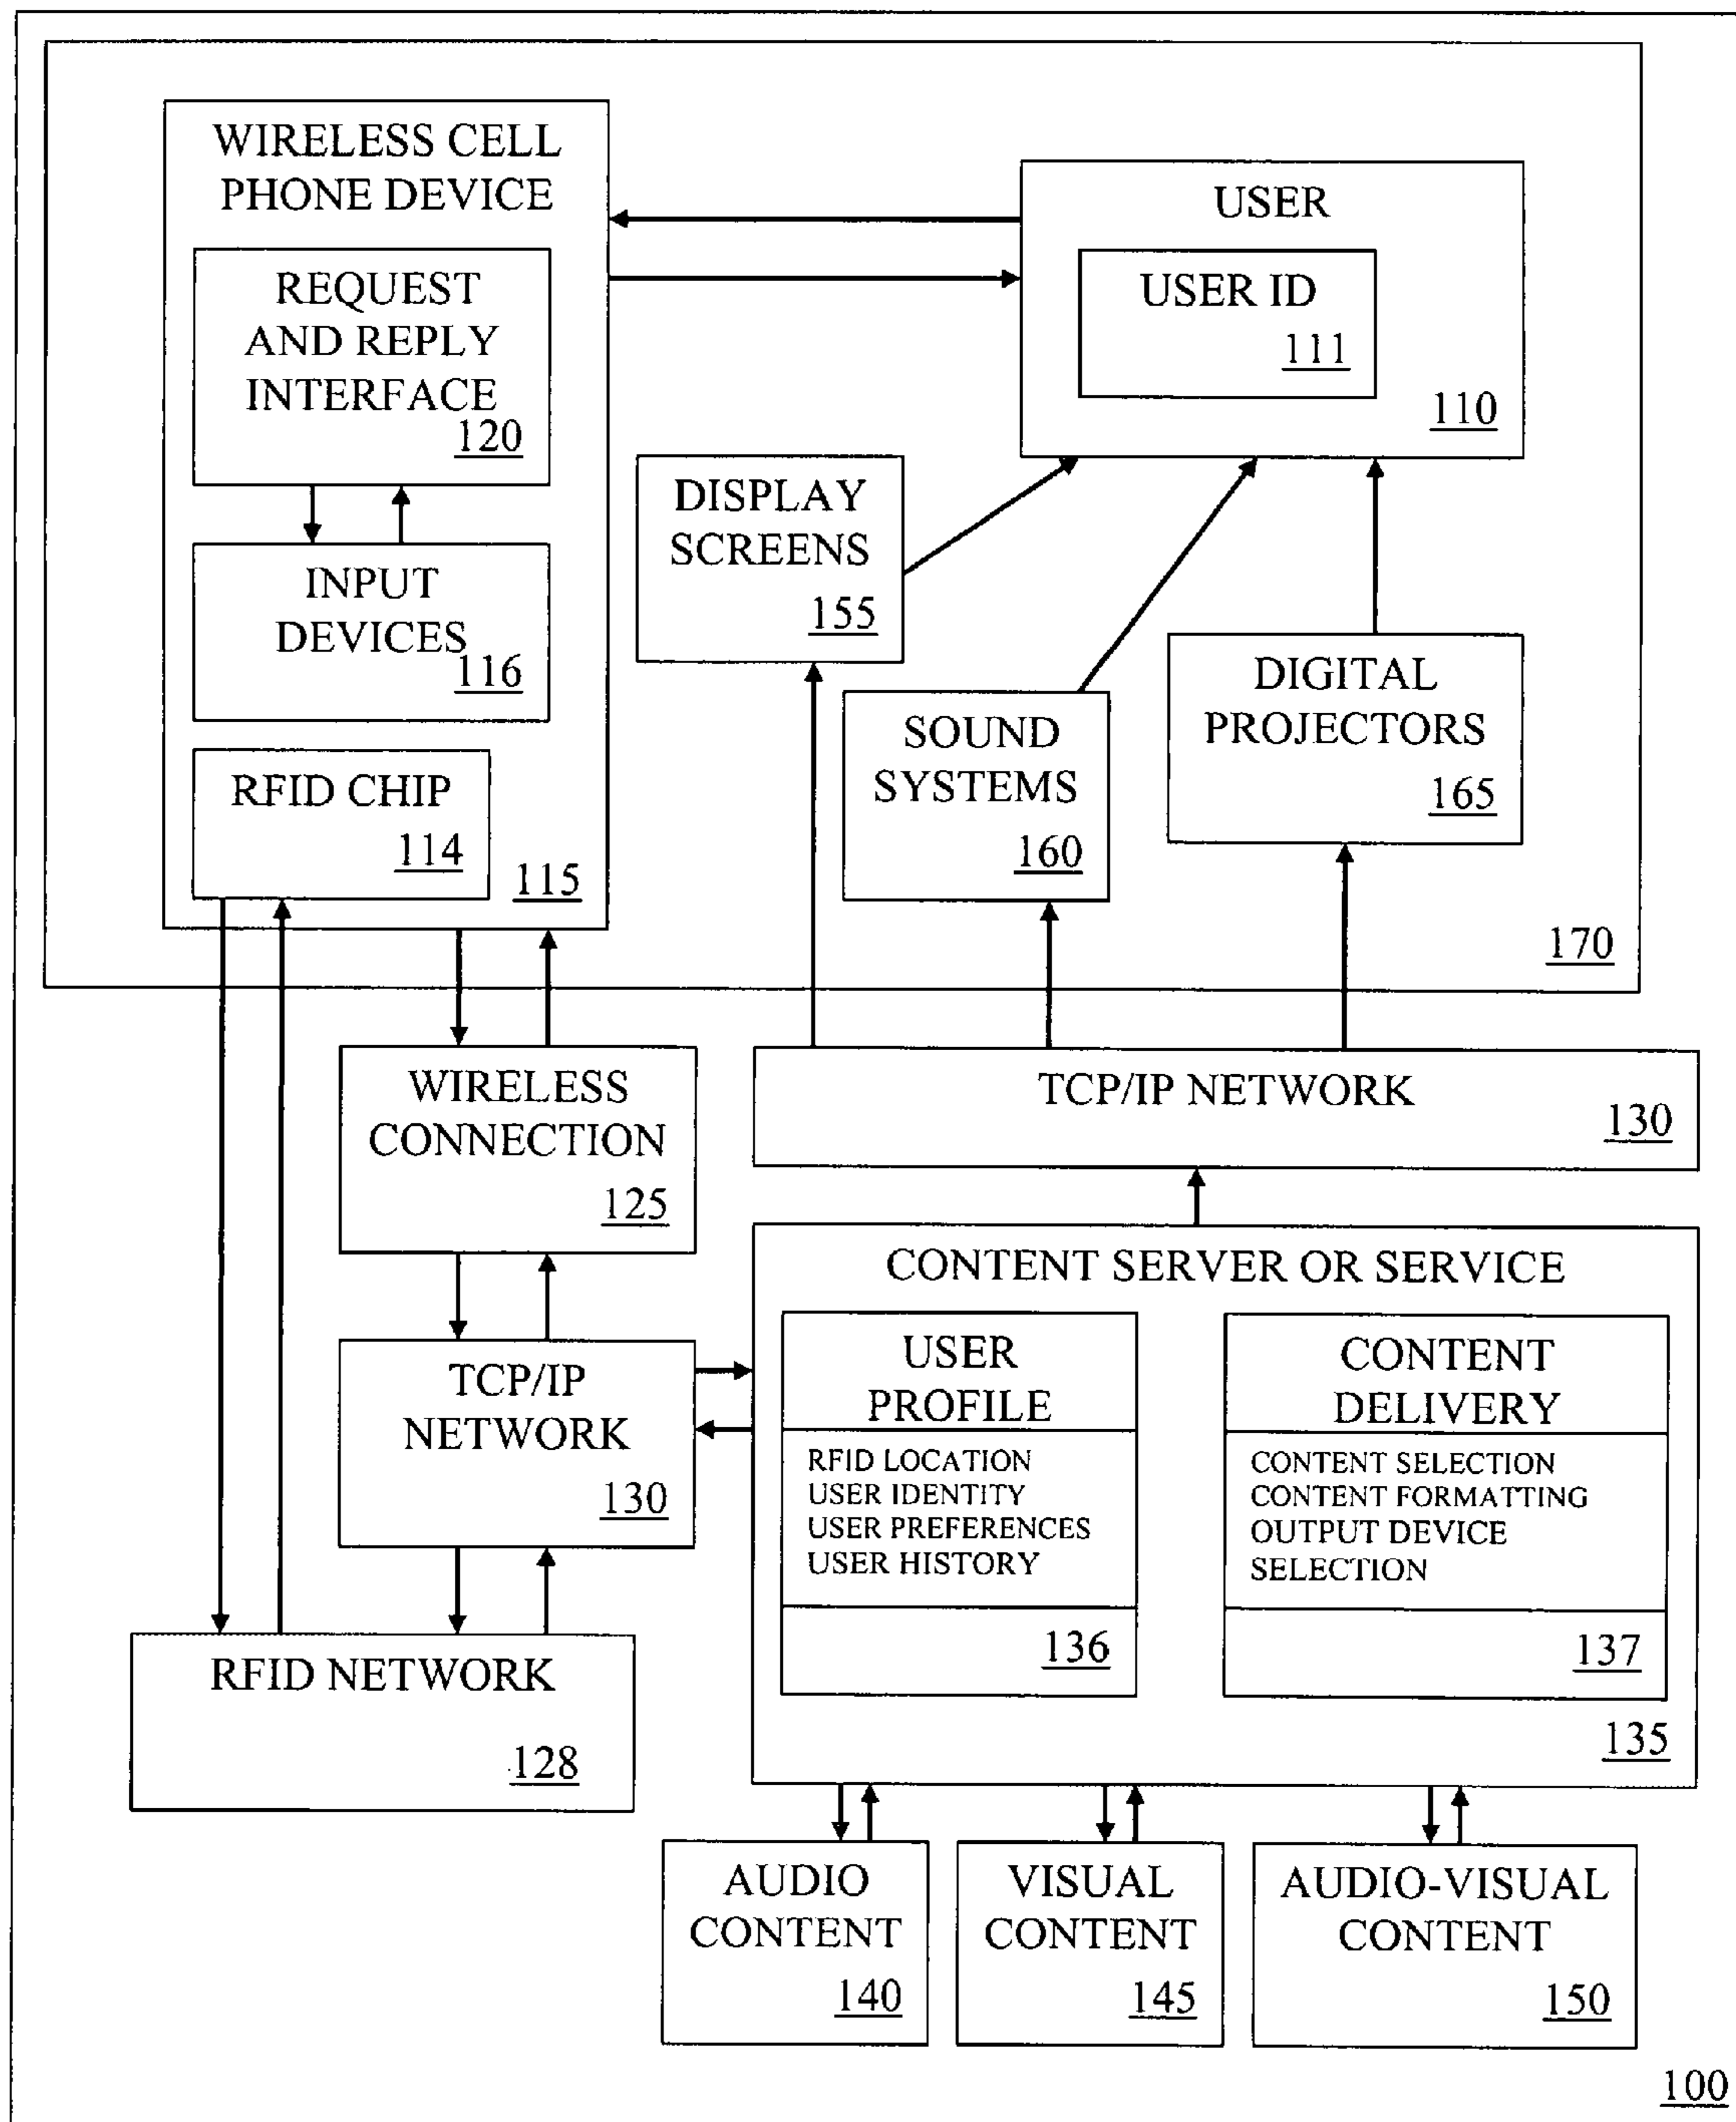 WIRELESS CELL
PHONE DEVICE
REQUEST
AND REPLY
INTERFACE
120
INPUT
DEVICES
116
RFID CHIP
114
115
USER
USER ID
111
110
DISPLAY
SCREENS
155
SOUND
SYSTEMS
160
DIGITAL
PROJECTORS
165
170
WIRELESS
CONNECTION
125
TCP/IP NETWORK
130
TCP/IP
NETWORK
130
RFID NETWORK
128
CONTENT SERVER OR SERVICE
USER
PROFILE
RFID LOCATION
USER IDENTITY
USER PREFERENCES
USER HISTORY
136
CONTENT
DELIVERY
CONTENT SELECTION
CONTENT FORMATTING
OUTPUT DEVICE
SELECTION
137
135
AUDIO
CONTENT
140
VISUAL
CONTENT
145
AUDIO-VISUAL
CONTENT
150
100